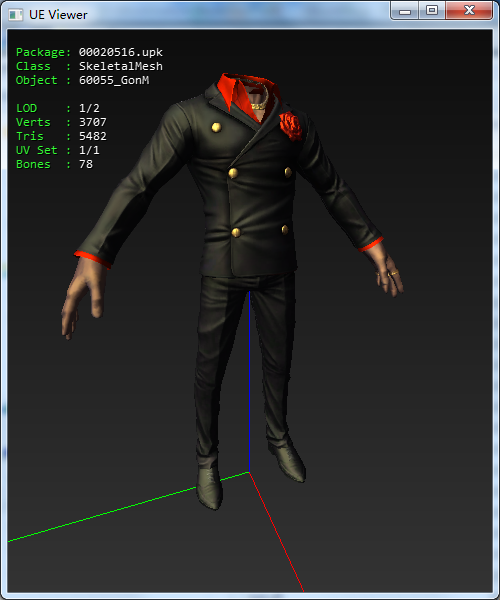 UE Viewer
Package: 00020516.upk
Class : SkeletalMesh
Object : 60055_GonM
LOD : 1/2
Verts : 3707
Tris : 5482
UV Set : 1/1
Bones : 78